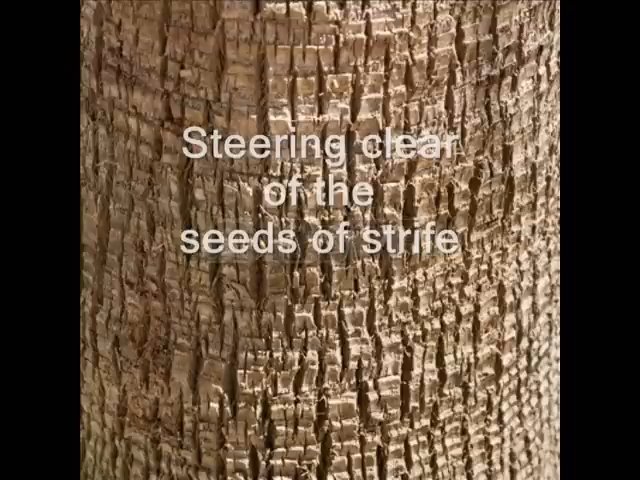 Steering clear
of the
seeds of strife